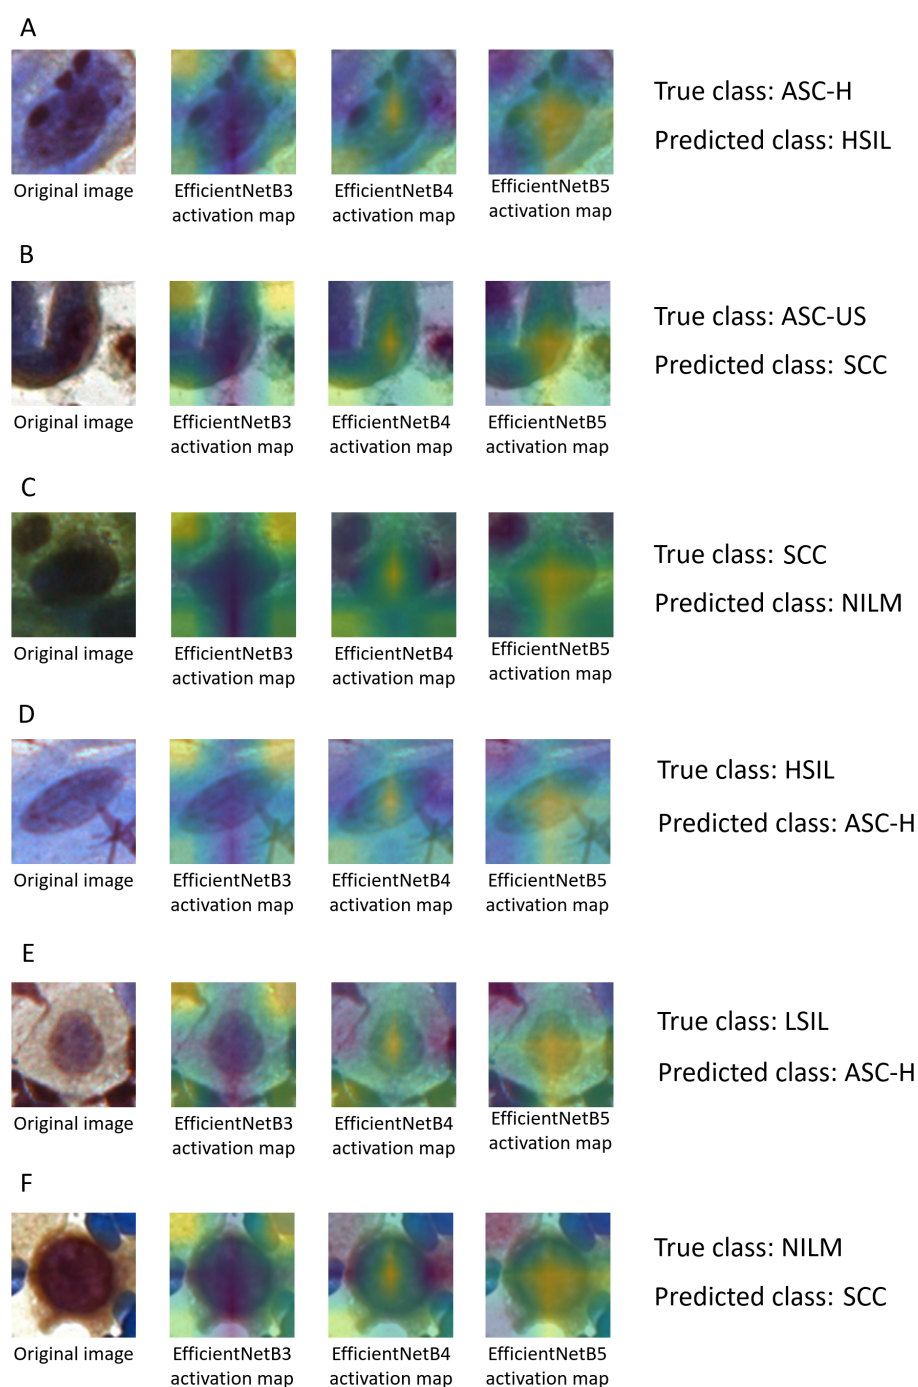 A
True class: ASC-H
Predicted class: HSIL
Original image
EfficientNetB3
activation map
EfficientNetB4
activation map
EfficientNetB5
activation map
B
True class: ASC-US
Predicted class: SCC
Original image
EfficientNetB3
activation map
EfficientNetB4
activation map
EfficientNetB5
activation map
C
True class: SCC
Predicted class: NILM
Original image
EfficientNetB3
activation map
EfficientNetB4
activation map
EfficientNetB5
activation map
D
True class: HSIL
Predicted class: ASC-H
Original image
EfficientNetB3
activation map
EfficientNetB4
activation map
EfficientNetB5
activation map
E
True class: LSIL
Predicted class: ASC-H
Original image
EfficientNetB3
activation map
EfficientNetB4
activation map
EfficientNetB5
activation map
F
True class: NILM
Predicted class: SCC
Original image
EfficientNetB3
activation map
EfficientNetB4
activation map
EfficientNetB5
activation map